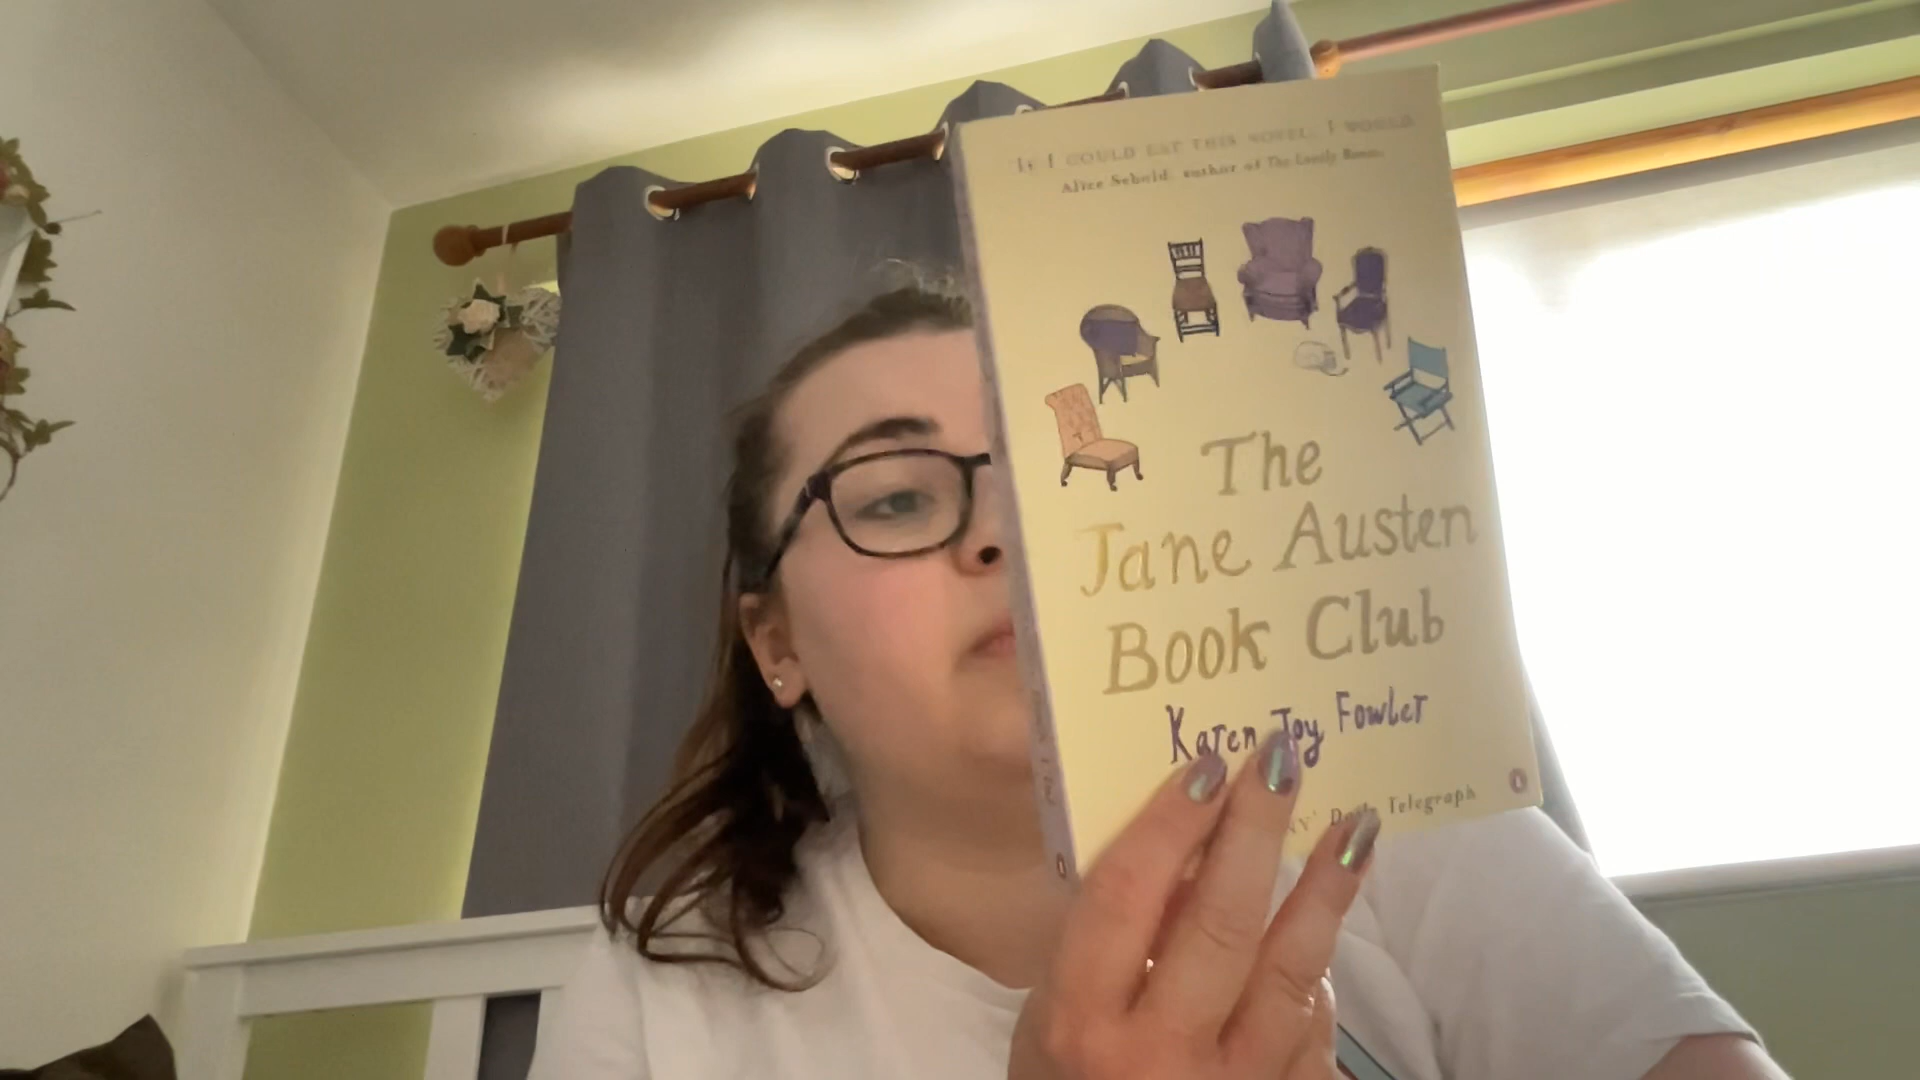 'If I COULD EAT THIS NOVEL, I WOULD
Alice Sebold, author of The Lovely Bones
The
Jane Austen
Book Club
Karen Joy Fowler
NY' Daily Telegraph